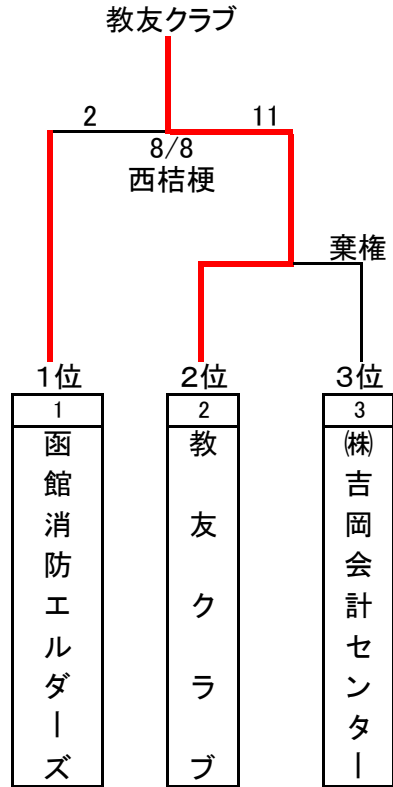 教友クラブ
2
11
8/8
西桔梗
棄権
1位
2位
3位
1
2
3
函館消防エルダーズ
教友クラブ
㈱吉岡会計センター